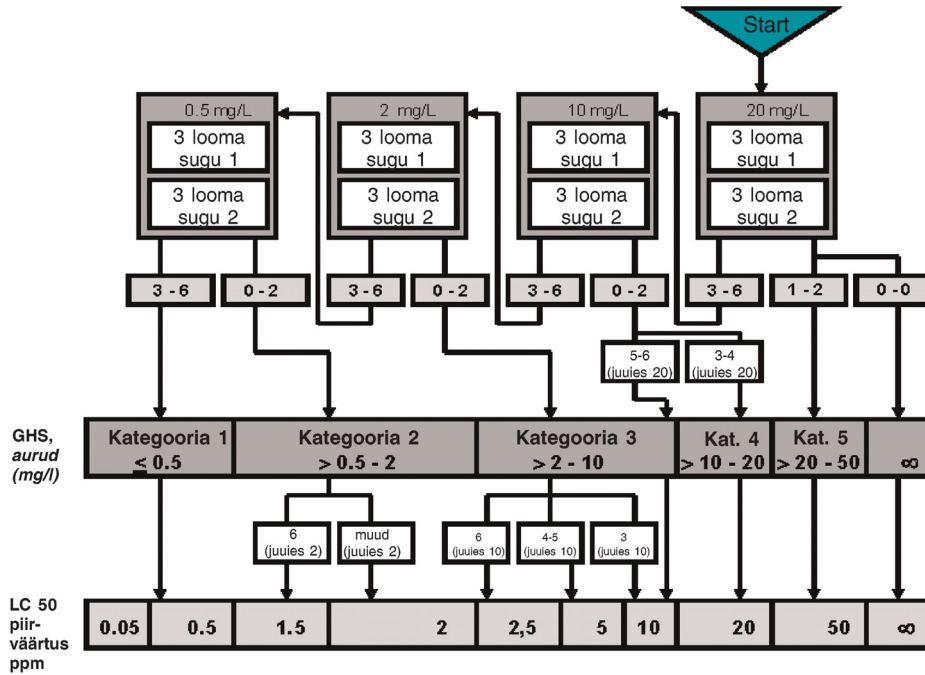 Start
0.5 mg/L
2 mg/L
10 mg/L
20 mg/L
3 looma
sugu 1
3 looma
sugu 2
3 looma
sugu 1
3 looma
sugu 2
3 looma
sugu 1
3 looma
sugu 2
3 looma
sugu 1
3 looma
sugu 2
3 - 6
0 - 2
3 - 6
0 - 2
3 - 6
0 - 2
3 - 6
1 - 2
0 - 0
5-6
(juuies 20)
3-4
(juuies 20)
GHS,
aurud
(mg/l)
Kategooria 1
≤ 0.5
Kategooria 2
> 0.5 - 2
Kategooria 3
> 2 - 10
Kat. 4
> 10 - 20
Kat. 5
> 20 - 50
∞
6
(juuies 2)
muud
(juuies 2)
6
(juuies 10)
4-5
(juuies 10)
3
(juuies 10)
LC 50
piir-
väärtus
ppm
0.05
0.5
1.5
2
2,5
5
10
20
50
∞